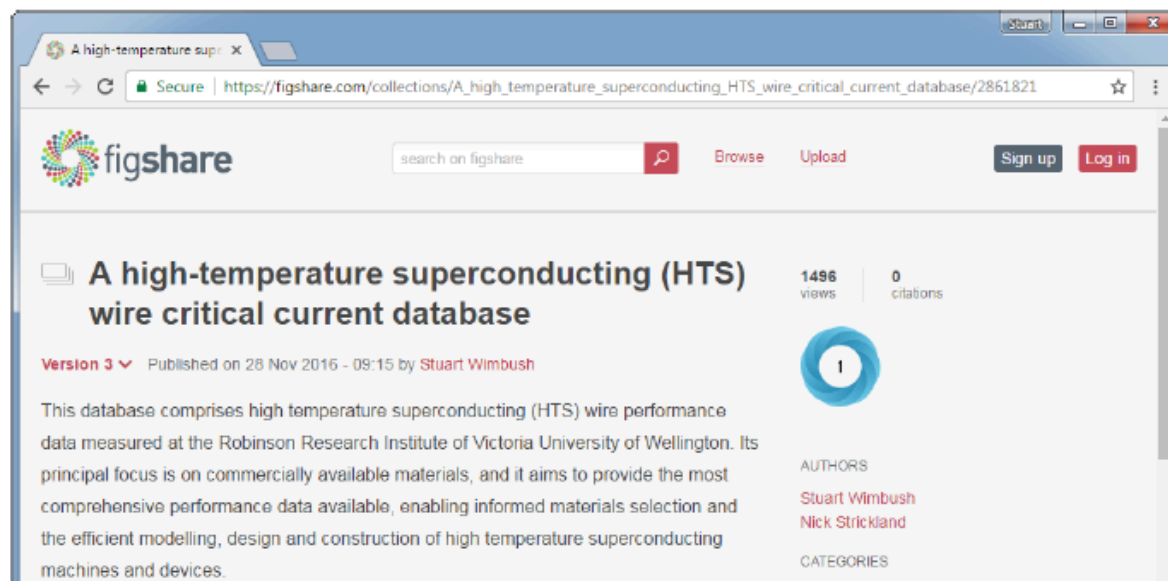 Stuart
A high-temperature supe
Secure | https://figshare.com/collections/A_high_temperature_superconducting_HTS_wire_critical_current_database/2861821
figshare
search on figshare
Browse
Upload
Sign up
Log in
A high-temperature superconducting (HTS)
wire critical current database
Version 3 Published on 28 Nov 2016 - 09:15 by Stuart Wimbush
This database comprises high temperature superconducting (HTS) wire performance
data measured at the Robinson Research Institute of Victoria University of Wellington. Its
principal focus is on commercially available materials, and it aims to provide the most
comprehensive performance data available, enabling informed materials selection and
the efficient modelling, design and construction of high temperature superconducting
machines and devices.
1496
views
0
citations
1
AUTHORS
Stuart Wimbush
Nick Strickland
CATEGORIES